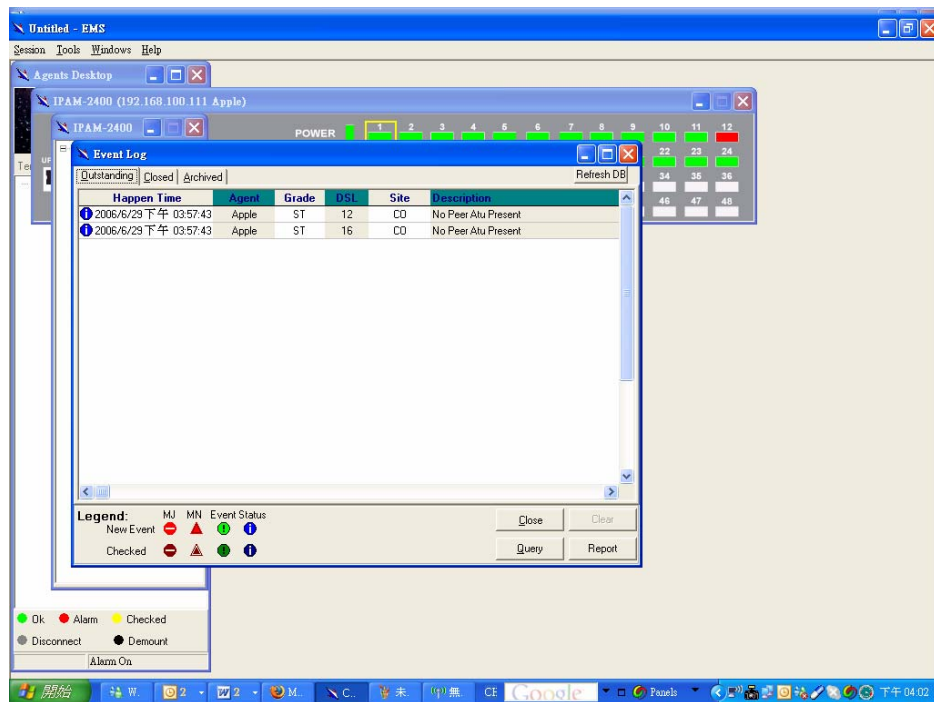 Untitled - EMS
Session Tools Windows Help
Agents Desktop
IPAM-2400 (192.168.100.111 Apple)
IPAM-2400
POWER
1 2 3 4 5 6 7 8 9 10 11 12
22 23 24
34 35 36
46 47 48
Event Log
Outstanding Closed Archived Refresh DB
Happen Time Agent Grade DSL Site Description
2006/6/29 下午 03:57:43 Apple ST 12 CO No Peer Atu Present
2006/6/29 下午 03:57:43 Apple ST 16 CO No Peer Atu Present
Legend: MJ MN Event Status
New Event
Checked
Close Clear
Query Report
Ok Alarm Checked
Disconnect Demount
Alarm On
開始 W. 2 2 M.. C.. 未. 無. CH Google Panels 下午 04:02